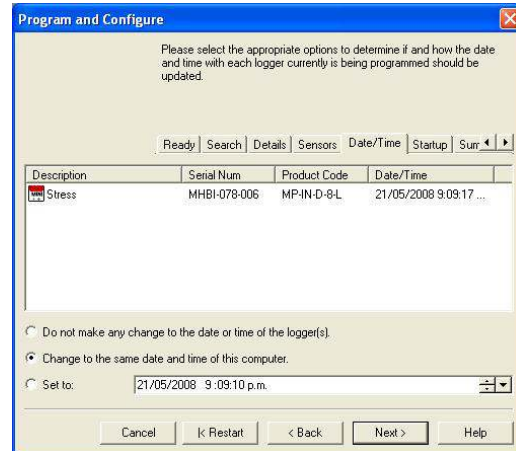 Program and Configure
Please select the appropriate options to determine if and how the date
and time with each logger currently is being programmed should be
updated.
Ready Search Details Sensors Date/Time Startup Sum
Description Serial Num Product Code Date/Time
Stress MHBI-078-006 MP-IN-D-8-L 21/05/2008 9:09:17 ...
Do not make any change to the date or time of the logger(s).
Change to the same date and time of this computer.
Set to: 21/05/2008 9:09:10 p.m.
Cancel |< Restart < Back Next > Help